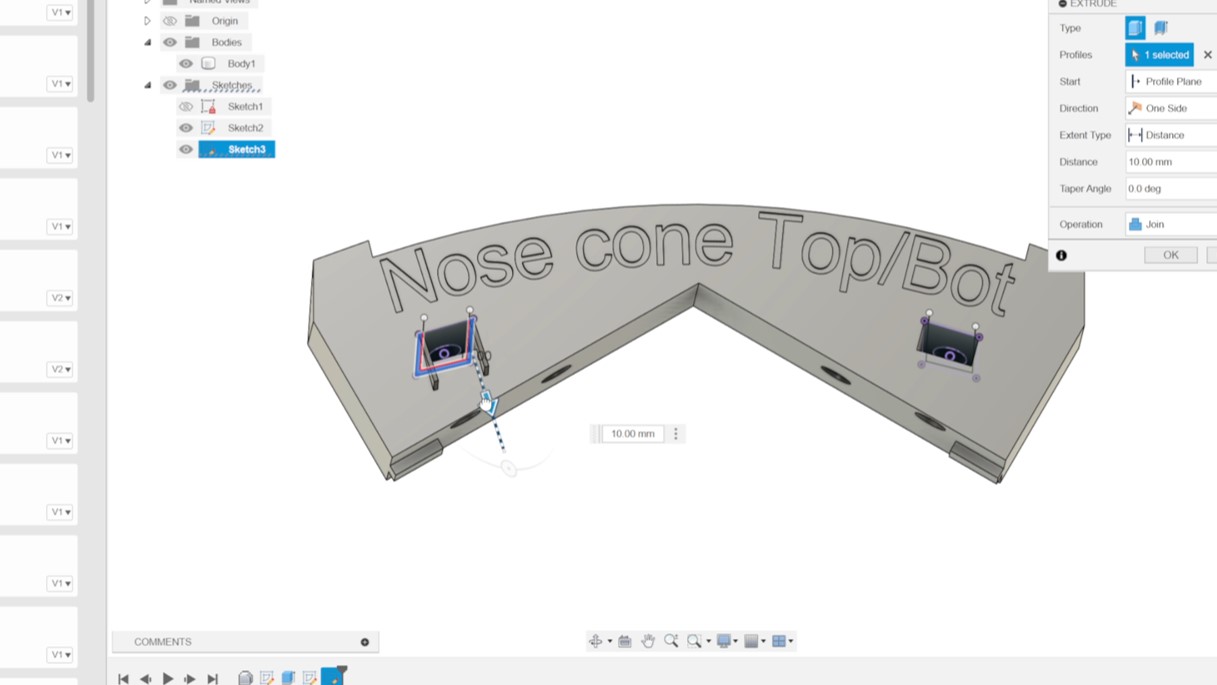 Named Views
EXTRUDE
V1
Origin
Type
Bodies
Profiles
1 selected
Body1
Start
Profile Plane
V1
Sketches
Sketch1
Direction
One Side
Sketch2
Extent Type
Distance
Sketch3
V1
Distance
10.00 mm
Taper Angle
0.0 deg
Operation
Join
V1
OK
Nose cone Top/Bot
V2
V2
10.00 mm
V1
V1
V1
COMMENTS
V1